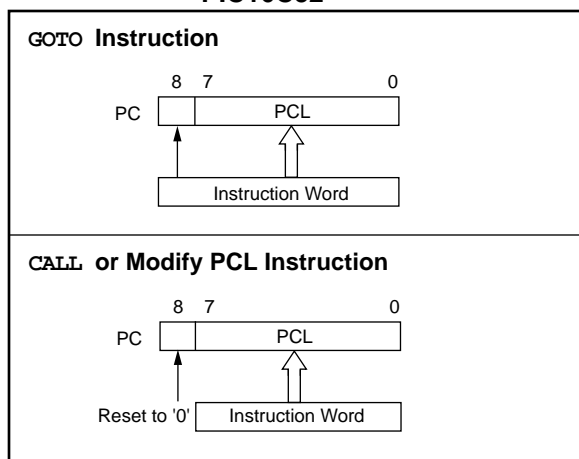 GOTO Instruction
8 7 0
PC PCL
Instruction Word
CALL or Modify PCL Instruction
8 7 0
PC PCL
Reset to '0' Instruction Word